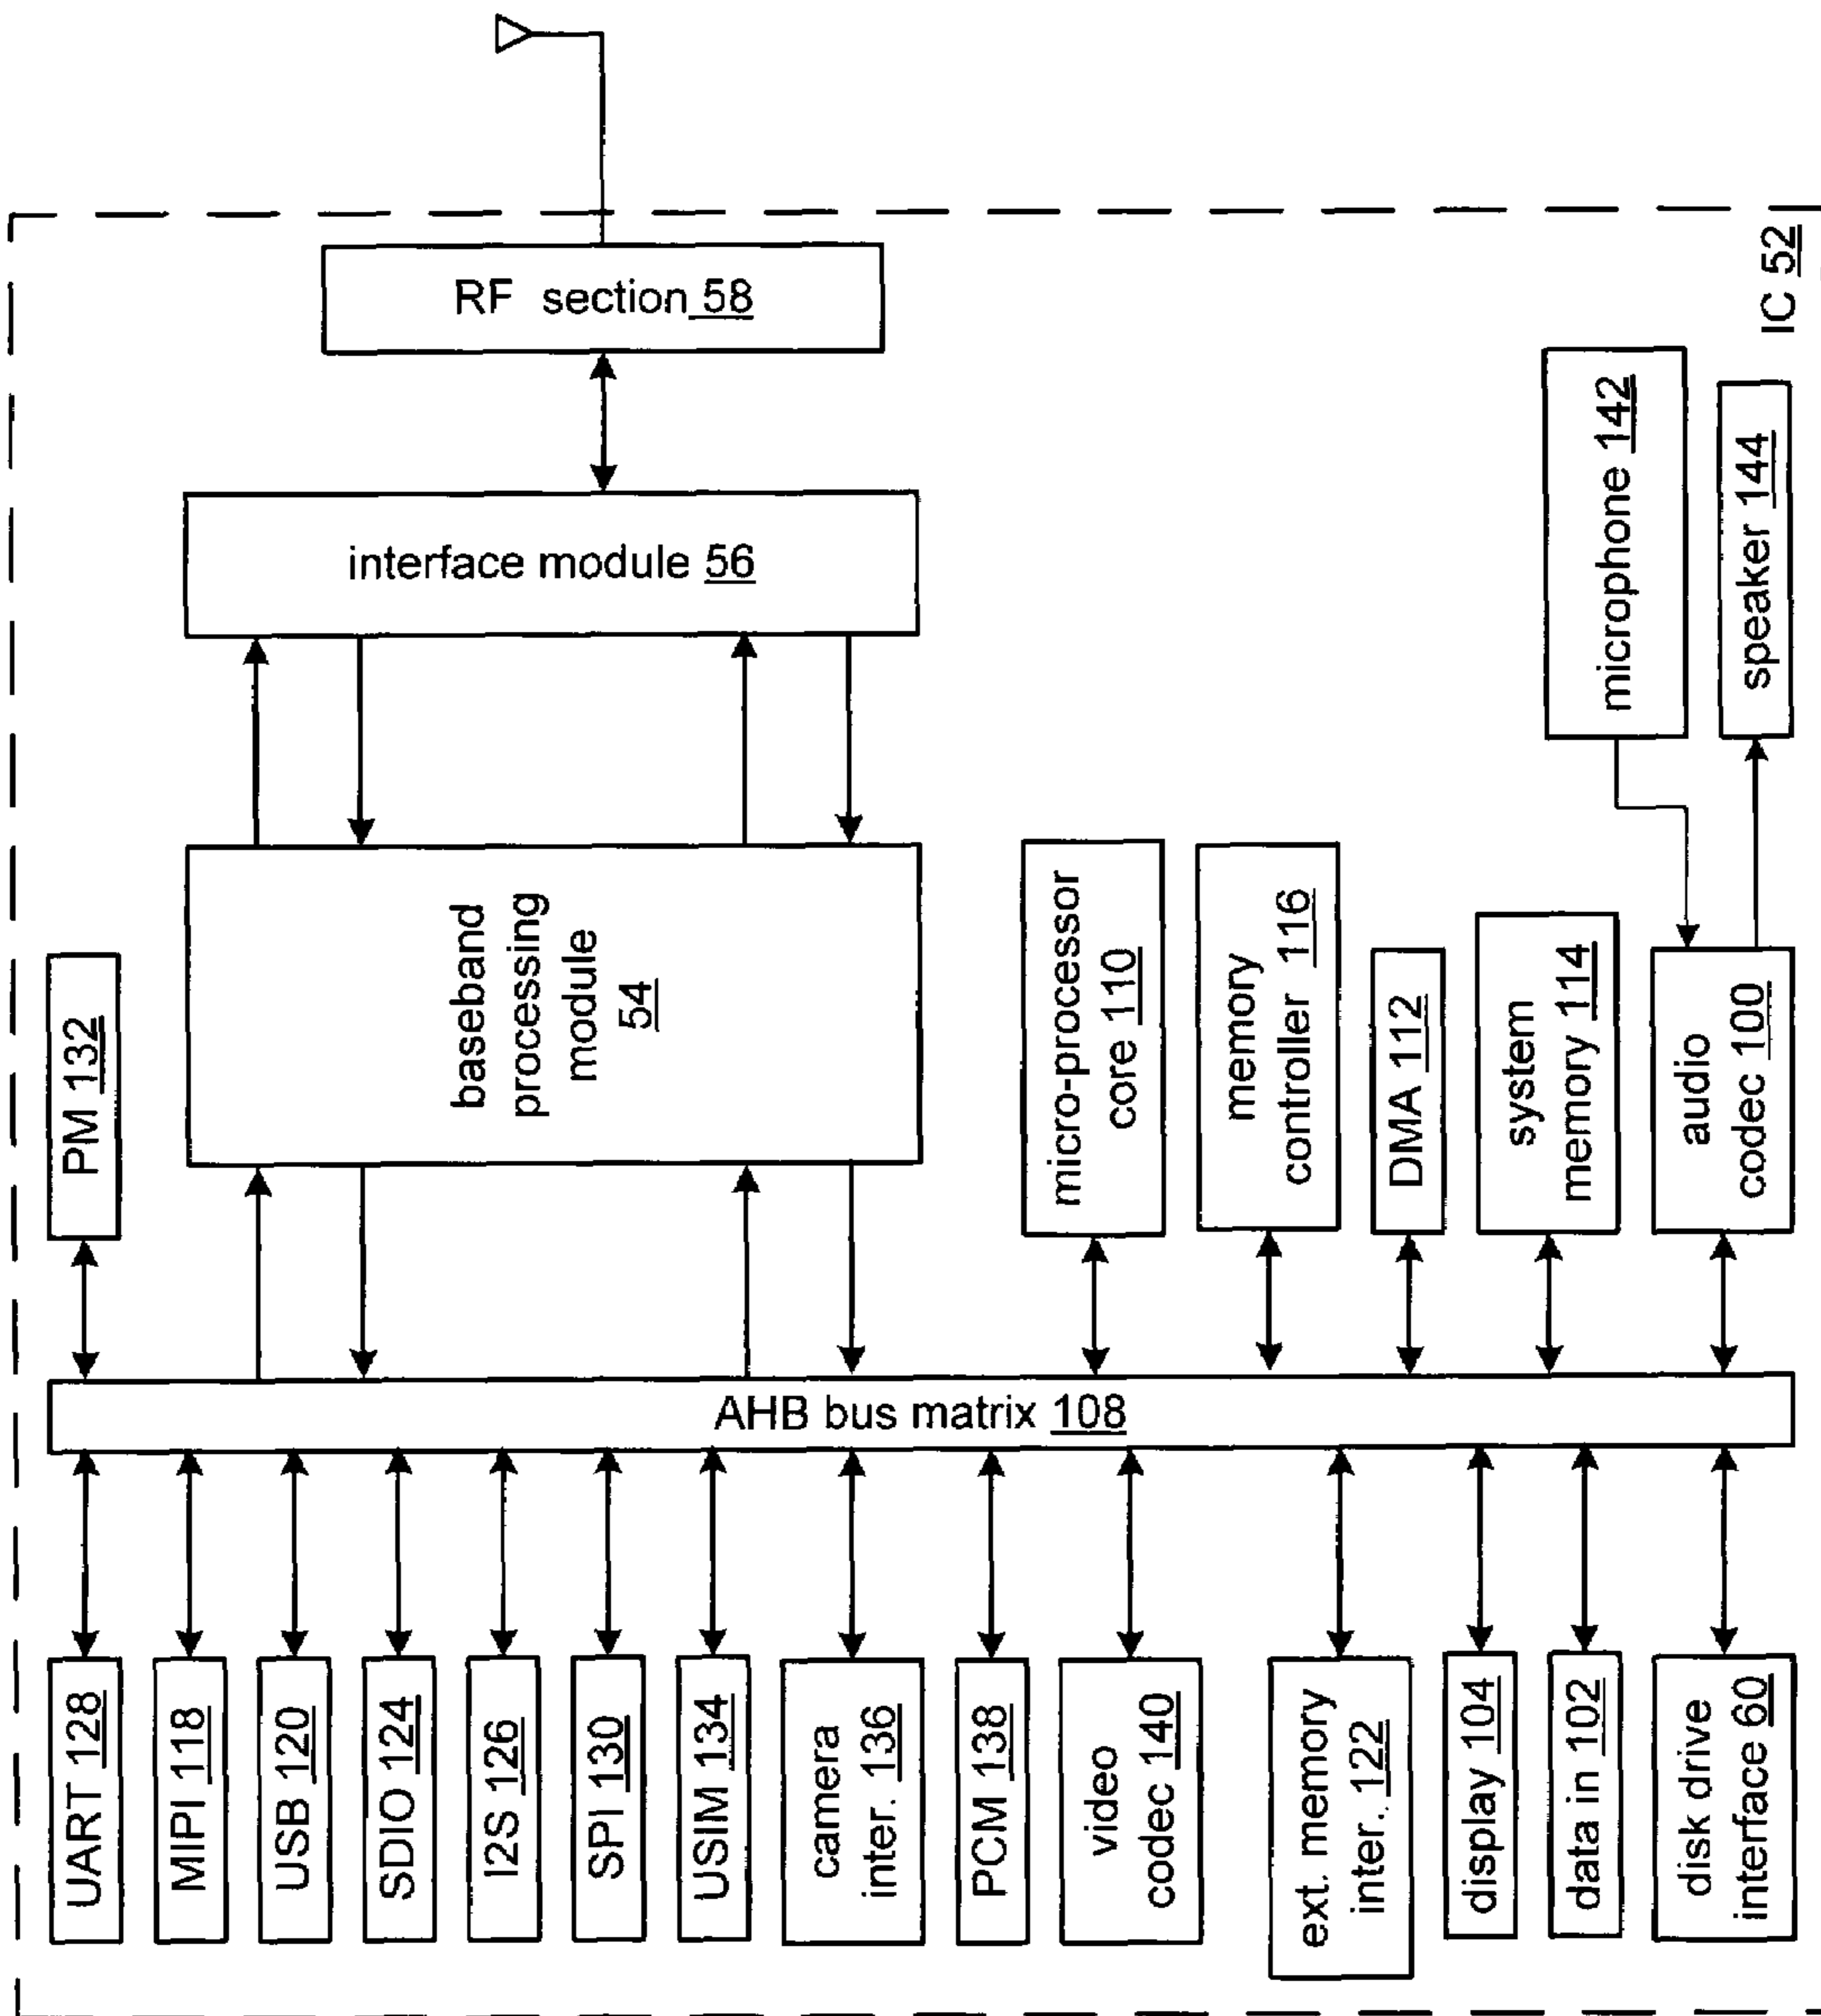 RF section 58
interface module 56
baseband
processing
module
54
PM 132
micro-processor
core 110
memory
controller 116
DMA 112
system
memory 114
audio
codec 100
microphone 142
speaker 144
IC 52
AHB bus matrix 108
UART 128
MIPI 118
USB 120
SDIO 124
I2S 126
SPI 130
USIM 134
camera
inter. 136
PCM 138
video
codec 140
ext. memory
inter.. 122
display 104
data in 102
disk drive
interface 60